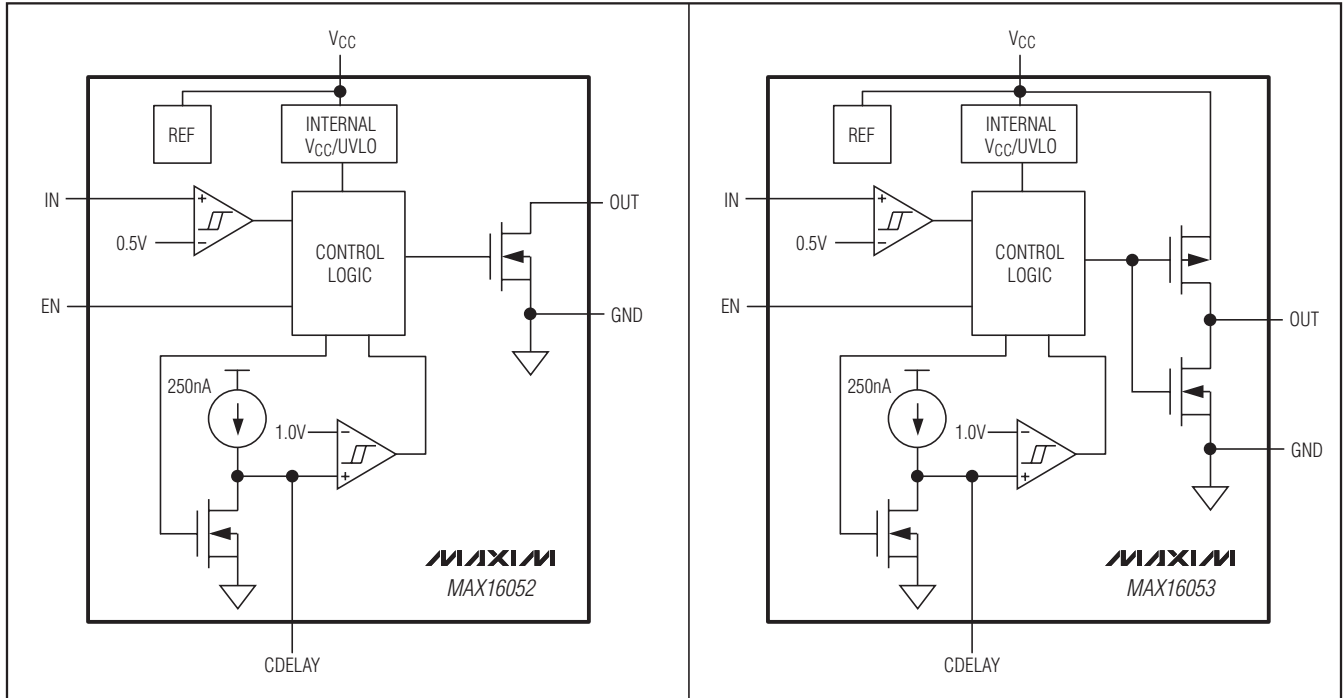 VCC
REF
INTERNAL
VCC/UVLO
IN
+
0.5V
−
CONTROL
LOGIC
OUT
EN
GND
250nA
1.0V
−
+
MAXIM
MAX16052
CDELAY
VCC
REF
INTERNAL
VCC/UVLO
IN
+
0.5V
−
CONTROL
LOGIC
EN
OUT
250nA
1.0V
−
+
GND
MAXIM
MAX16053
CDELAY